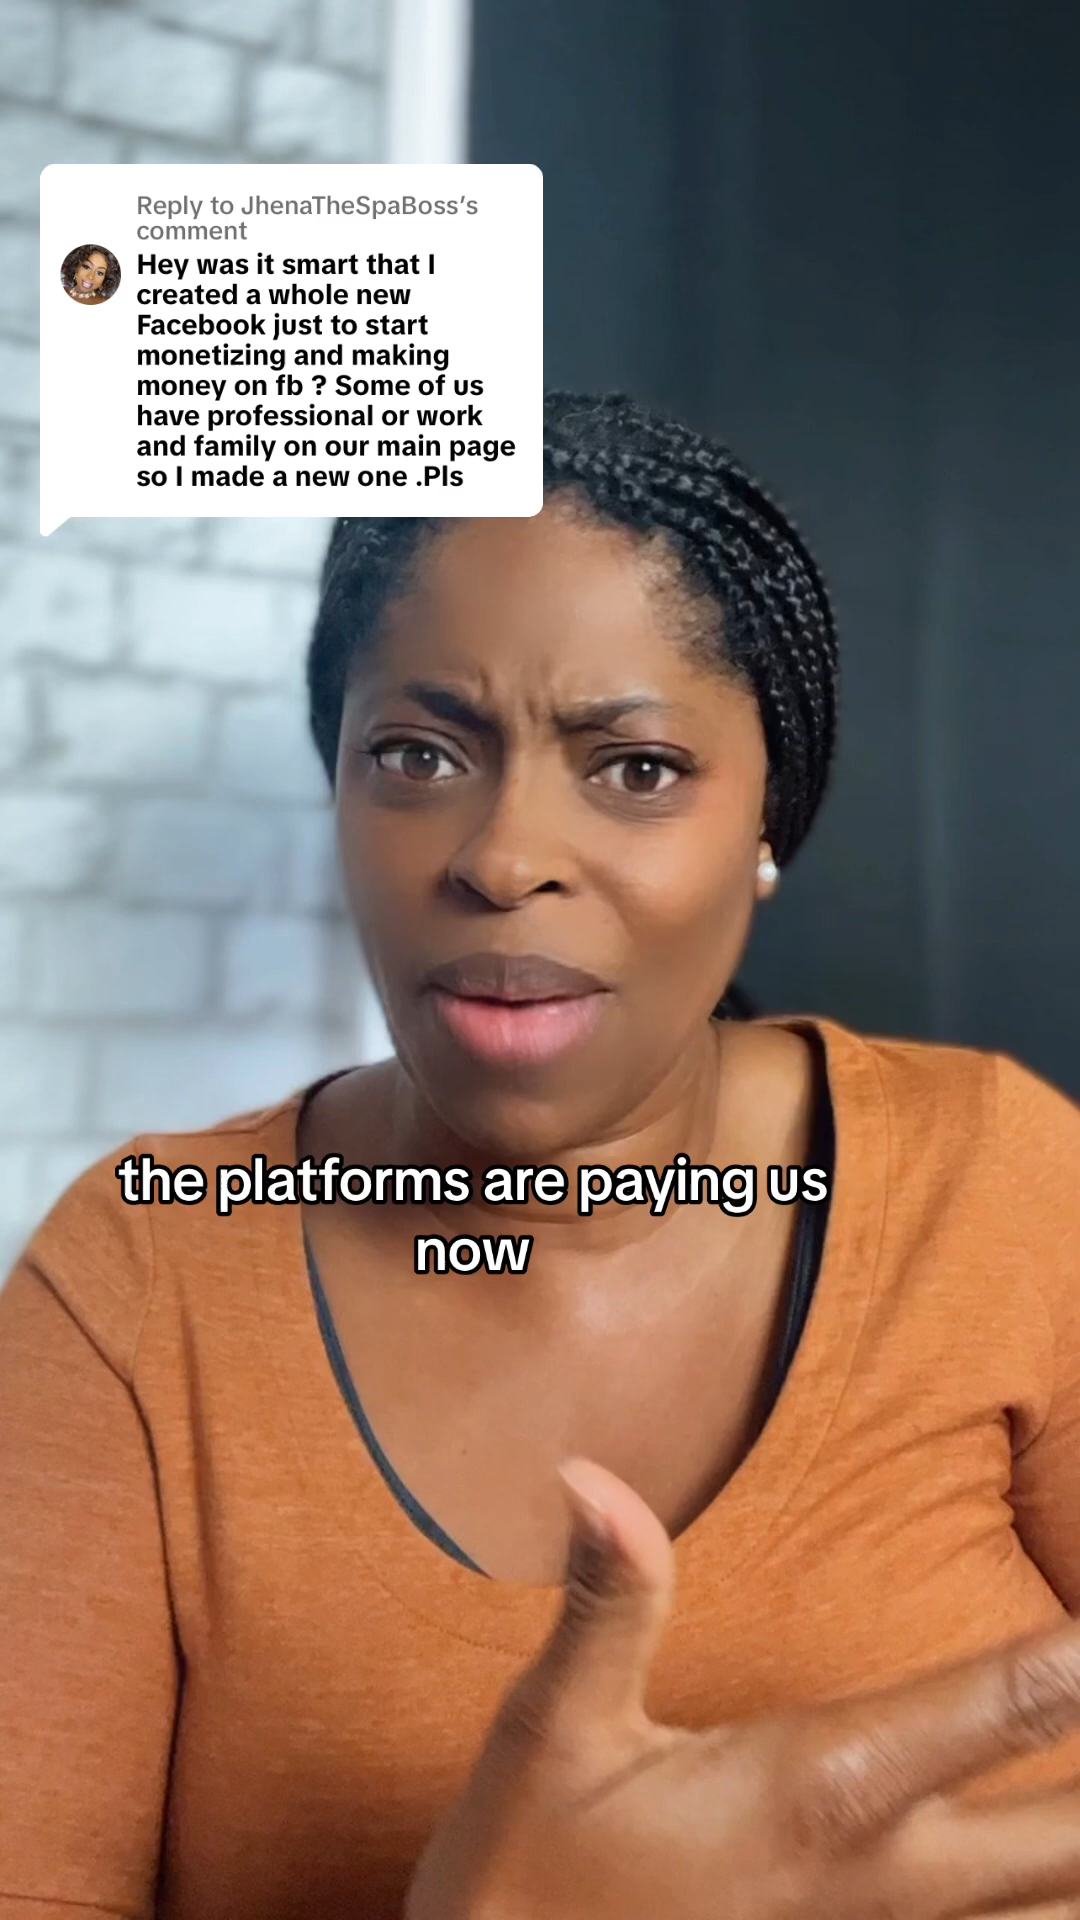 Reply to JhenaTheSpaBoss’s
comment
Hey was it smart that I
created a whole new
Facebook just to start
monetizing and making
money on fb ? Some of us
have professional or work
and family on our main page
so I made a new one .Pls
the platforms are paying us
now